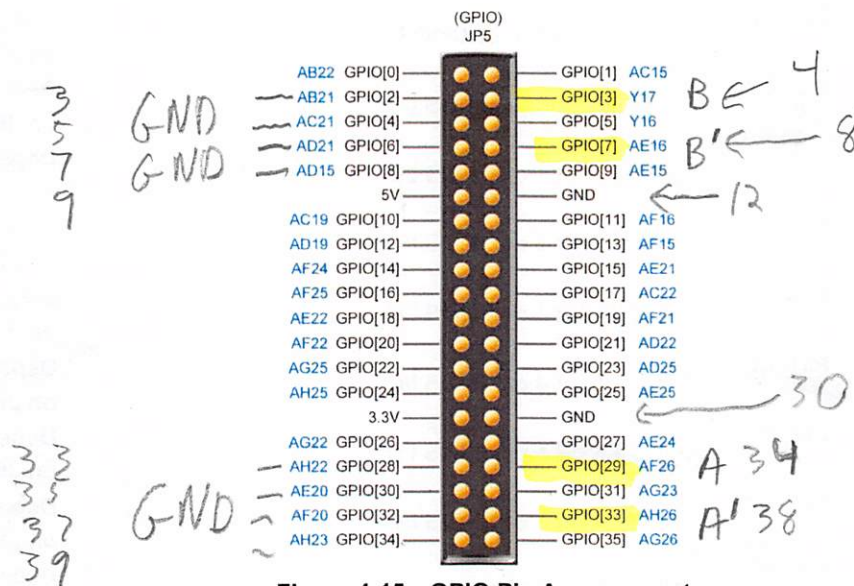 (GPIO)
JP5
AB22 GPIO[0] GPIO[1] AC15
3 GND AB21 GPIO[2] GPIO[3] Y17 B ← 4
5 AC21 GPIO[4] GPIO[5] Y16
7 GND AD21 GPIO[6] GPIO[7] AE16 B' ← 8
9 AD15 GPIO[8] GPIO[9] AE15
5V GND ← 12
AC19 GPIO[10] GPIO[11] AF16
AD19 GPIO[12] GPIO[13] AF15
AF24 GPIO[14] GPIO[15] AE21
AF25 GPIO[16] GPIO[17] AC22
AE22 GPIO[18] GPIO[19] AF21
AF22 GPIO[20] GPIO[21] AD22
AG25 GPIO[22] GPIO[23] AD25
AH25 GPIO[24] GPIO[25] AE25
3.3V GND ← 30
AG22 GPIO[26] GPIO[27] AE24
33 AH22 GPIO[28] GPIO[29] AF26 A 34
35 AE20 GPIO[30] GPIO[31] AG23
37 GND AF20 GPIO[32] GPIO[33] AH26 A' 38
39 AH23 GPIO[34] GPIO[35] AG26